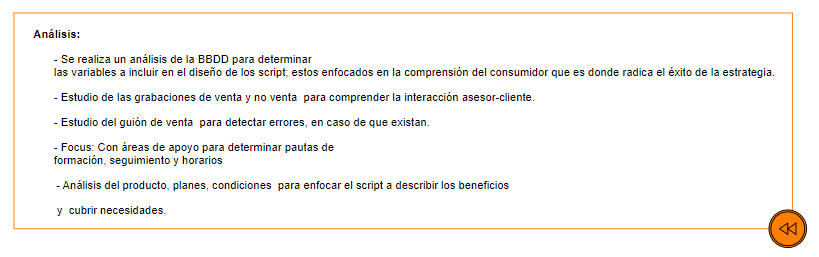 Análisis:
- Se realiza un análisis de la BBDD para determinar
las variables a incluir en el diseño de los script; estos enfocados en la comprensión del consumidor que es donde radica el éxito de la estrategia.
- Estudio de las grabaciones de venta y no venta para comprender la interacción asesor-cliente.
- Estudio del guión de venta para detectar errores, en caso de que existan.
- Focus: Con áreas de apoyo para determinar pautas de
formación, seguimiento y horarios
- Análisis del producto, planes, condiciones para enfocar el script a describir los beneficios
y cubrir necesidades.